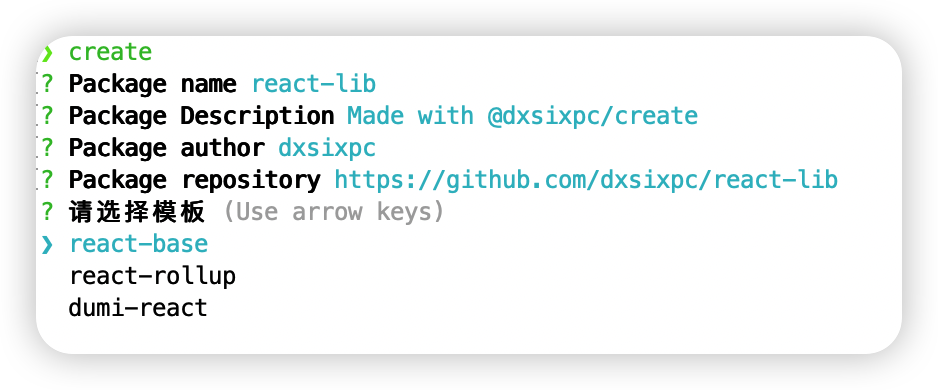 ❯ create
? Package name react-lib
? Package Description Made with @dxsixpc/create
? Package author dxsixpc
? Package repository https://github.com/dxsixpc/react-lib
? 请选择模板 (Use arrow keys)
❯ react-base
react-rollup
dumi-react